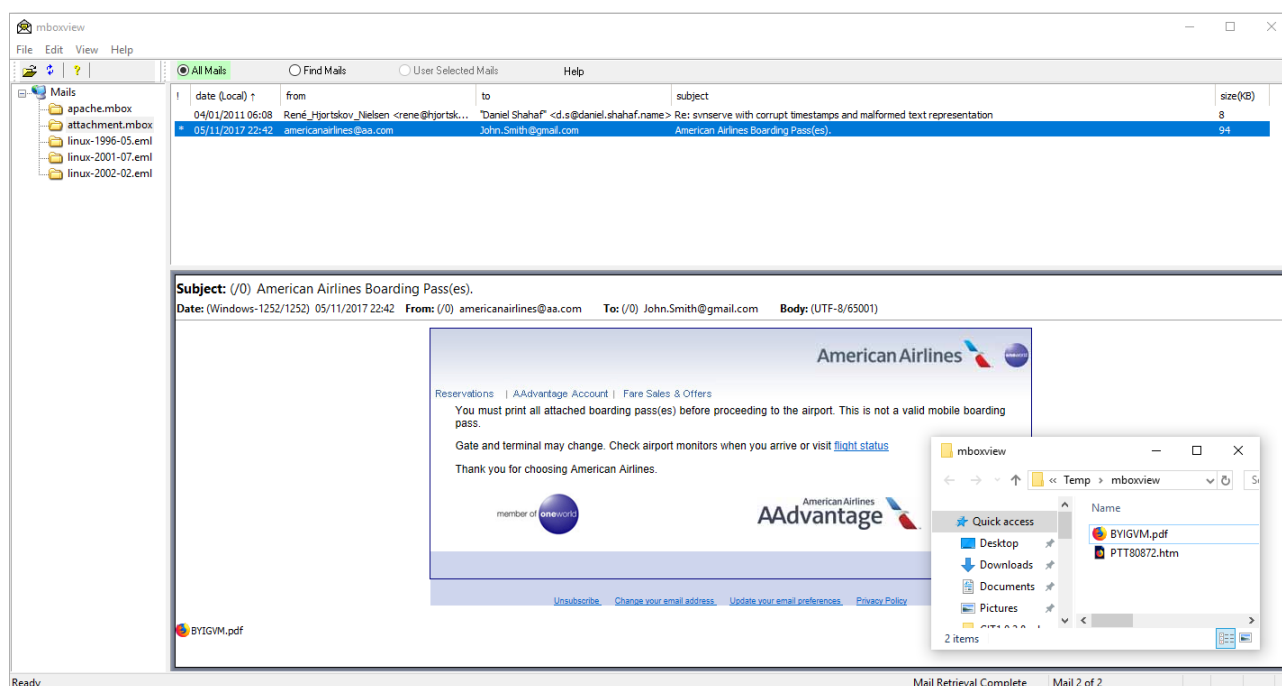 mboxview
File Edit View Help
All Mails Find Mails User Selected Mails Help
Mails
apache.mbox
attachment.mbox
linux-1996-05.eml
linux-2001-07.eml
linux-2002-02.eml
! date (Local) ↑ from to subject size(KB)
04/01/2011 06:08 René_Hjortskov_Nielsen <rene@hjortsk... "Daniel Shahaf" <d.s@daniel.shahaf.name> Re: svnserve with corrupt timestamps and malformed text representation 8
* 05/11/2017 22:42 americanairlines@aa.com John.Smith@gmail.com American Airlines Boarding Pass(es). 94
Subject: (/0) American Airlines Boarding Pass(es).
Date: (Windows-1252/1252) 05/11/2017 22:42 From: (/0) americanairlines@aa.com To: (/0) John.Smith@gmail.com Body: (UTF-8/65001)
American Airlines oneworld
Reservations | AAdvantage Account | Fare Sales & Offers
You must print all attached boarding pass(es) before proceeding to the airport. This is not a valid mobile boarding
pass.
Gate and terminal may change. Check airport monitors when you arrive or visit flight status
Thank you for choosing American Airlines.
member of oneworld
American Airlines
AAdvantage
Unsubscribe Change your email address Update your email preferences Privacy Policy
BYIGVM.pdf
mboxview
« Temp › mboxview
Name
Quick access
Desktop
Downloads
Documents
Pictures
BYIGVM.pdf
PTT80872.htm
2 items
Ready Mail Retrieval Complete Mail 2 of 2